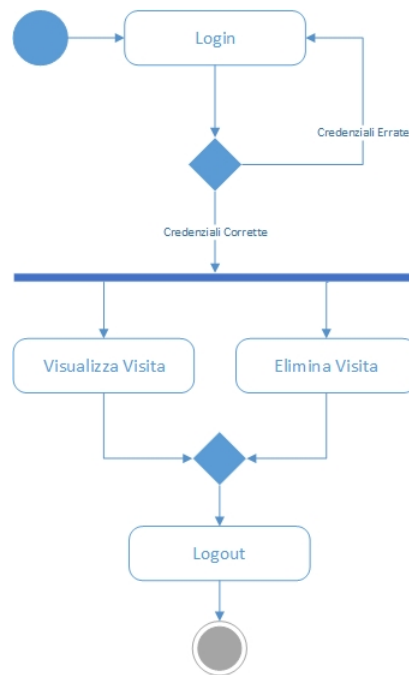 Login
Credenziali Errate
Credenziali Corrette
Visualizza Visita
Elimina Visita
Logout